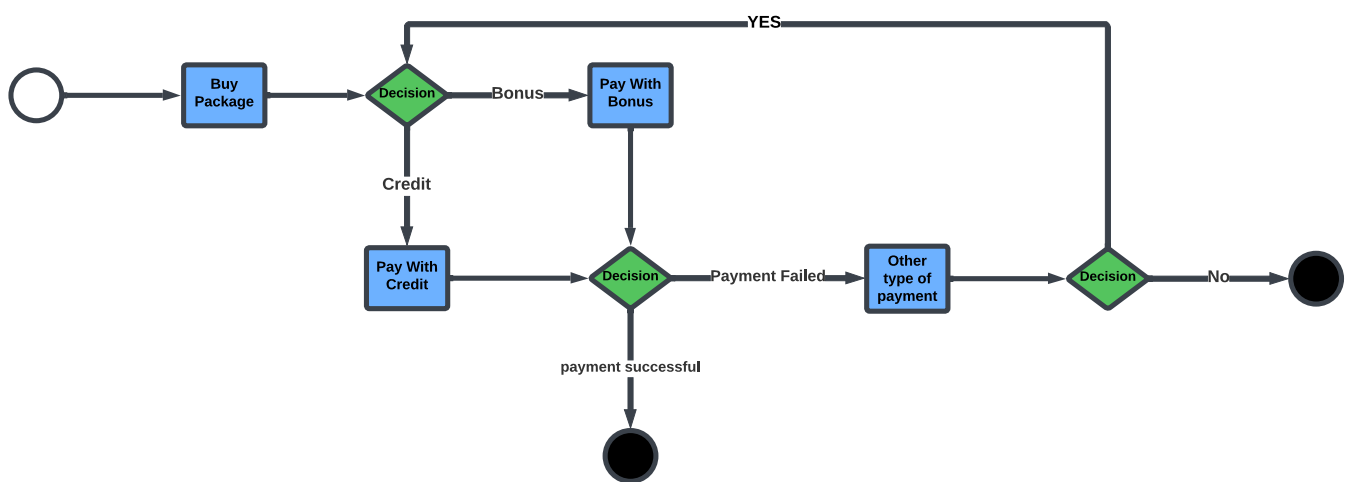 YES
Buy
Package
Decision
Bonus
Pay With
Bonus
Credit
Pay With
Credit
Decision
Payment Failed
Other
type of
payment
Decision
No
payment successful